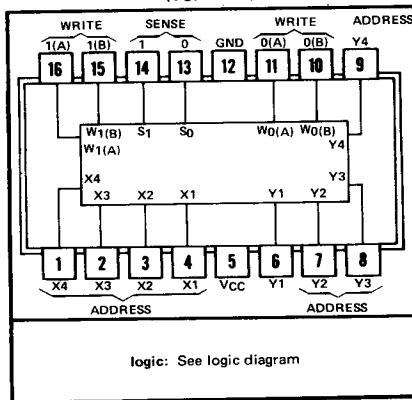 WRITE SENSE WRITE ADDRESS
1(A) 1(B) 1 0 GND 0(A) 0(B) Y4
16 15 14 13 12 11 10 9
W1(B) S1 S0 W0(A) W0(B)
W1(A) Y4
X4 Y3
X3 X2 X1 Y1 Y2
1 2 3 4 5 6 7 8
X4 X3 X2 X1 VCC Y1 Y2 Y3
ADDRESS ADDRESS
logic: See logic diagram